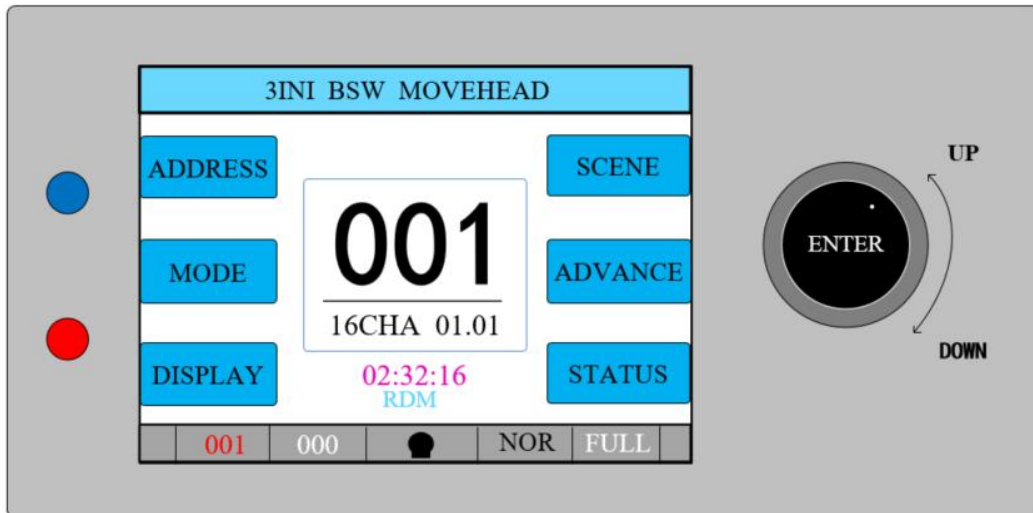 3INI BSW MOVEHEAD
ADDRESS
SCENE
UP
001
MODE
ADVANCE
ENTER
16CHA 01.01
DOWN
DISPLAY
02:32:16
STATUS
RDM
001 000 NOR FULL